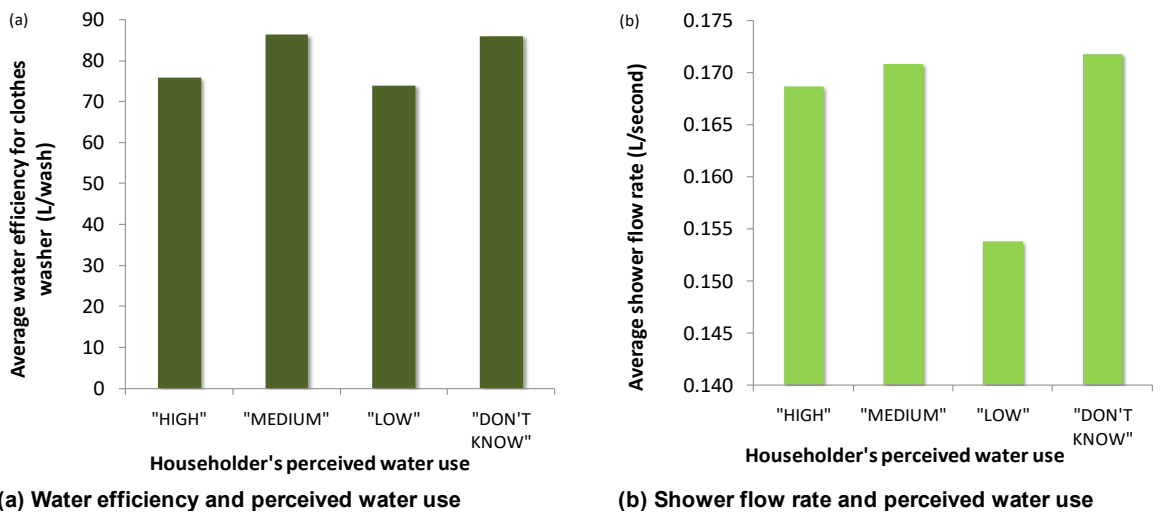 (a)
Average water efficiency for clothes
washer (L/wash)
90
80
70
60
50
40
30
20
10
0
"HIGH"
"MEDIUM"
"LOW"
"DON'T
KNOW"
Householder's perceived water use
(a) Water efficiency and perceived water use
(b)
Average shower flow rate (L/second)
0.175
0.170
0.165
0.160
0.155
0.150
0.145
0.140
"HIGH"
"MEDIUM"
"LOW"
"DON'T
KNOW"
Householder's perceived water use
(b) Shower flow rate and perceived water use